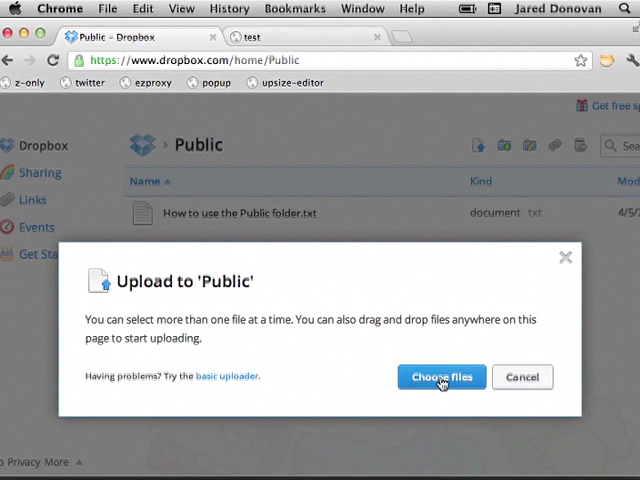 Chrome File Edit View History Bookmarks Window Help Jared Donovan
Public – Dropbox test
https://www.dropbox.com/home/Public
z-only twitter ezproxy popup upsize-editor
Get free
Dropbox Public
Sharing
Name Kind
Links
How to use the Public folder.txt document txt 4/5/
Events
Upload to 'Public'
You can select more than one file at a time. You can also drag and drop files anywhere on this
page to start uploading.
Having problems? Try the basic uploader.
Choose files Cancel
Privacy More